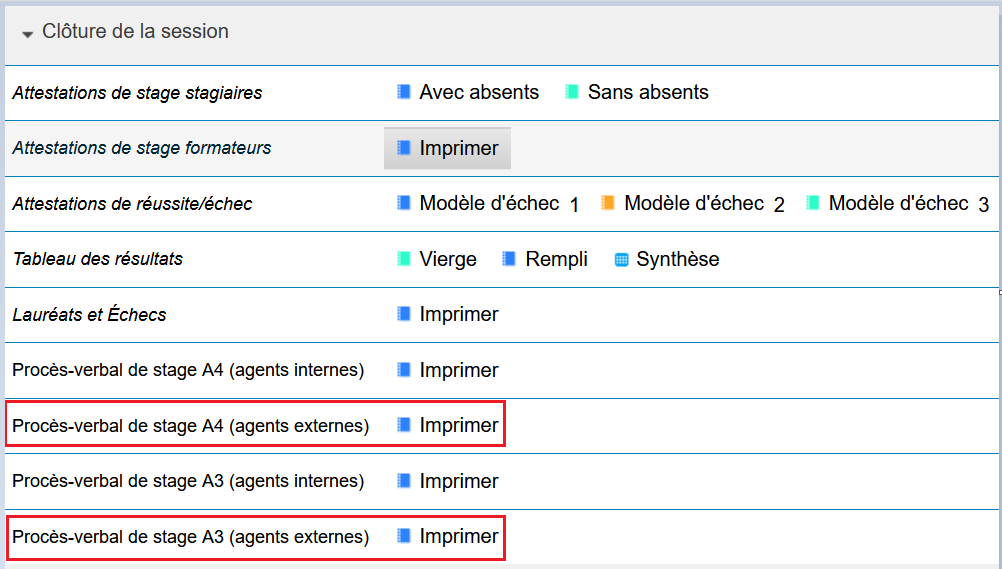 Clôture de la session
Attestations de stage stagiaires Avec absents Sans absents
Attestations de stage formateurs Imprimer
Attestations de réussite/échec Modèle d'échec 1 Modèle d'échec 2 Modèle d'échec 3
Tableau des résultats Vierge Rempli Synthèse
Lauréats et Échecs Imprimer
Procès-verbal de stage A4 (agents internes) Imprimer
Procès-verbal de stage A4 (agents externes) Imprimer
Procès-verbal de stage A3 (agents internes) Imprimer
Procès-verbal de stage A3 (agents externes) Imprimer